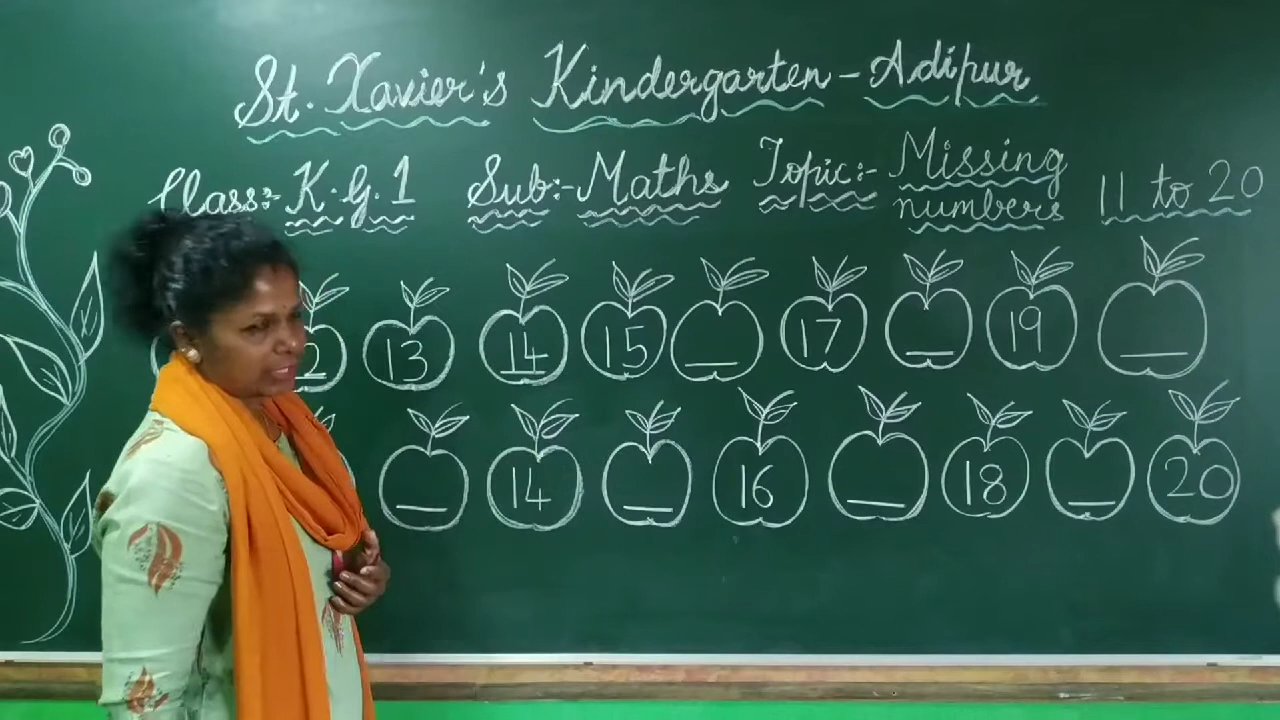 St. Xavier's Kindergarten - Adipur
Class:- K.G.1 Sub:- Maths Topic:- Missing numbers 11 to 20
2 13 14 15 __ 17 __ 19 __
__ 14 __ 16 __ 18 __ 20